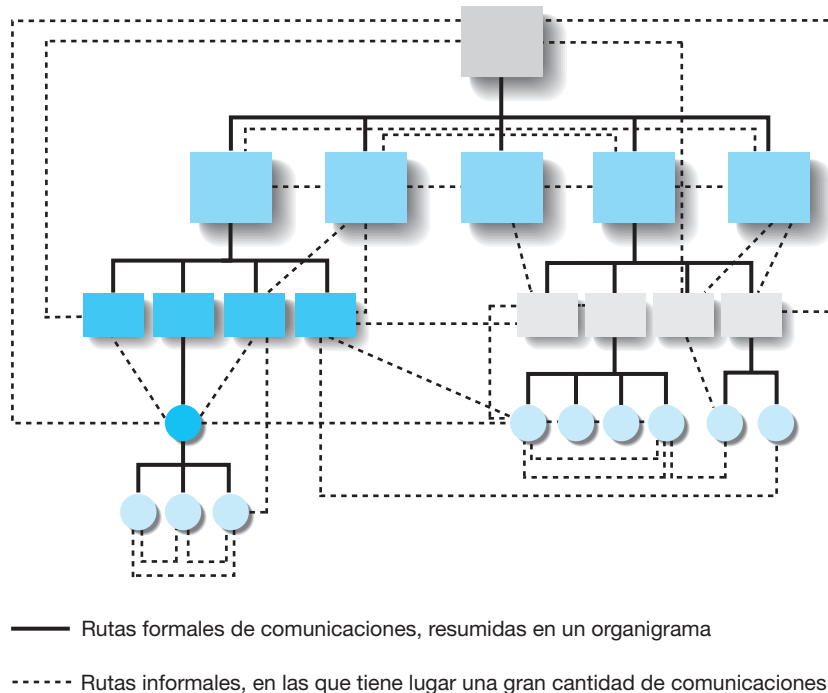 Rutas formales de comunicaciones, resumidas en un organigrama
Rutas informales, en las que tiene lugar una gran cantidad de comunicaciones